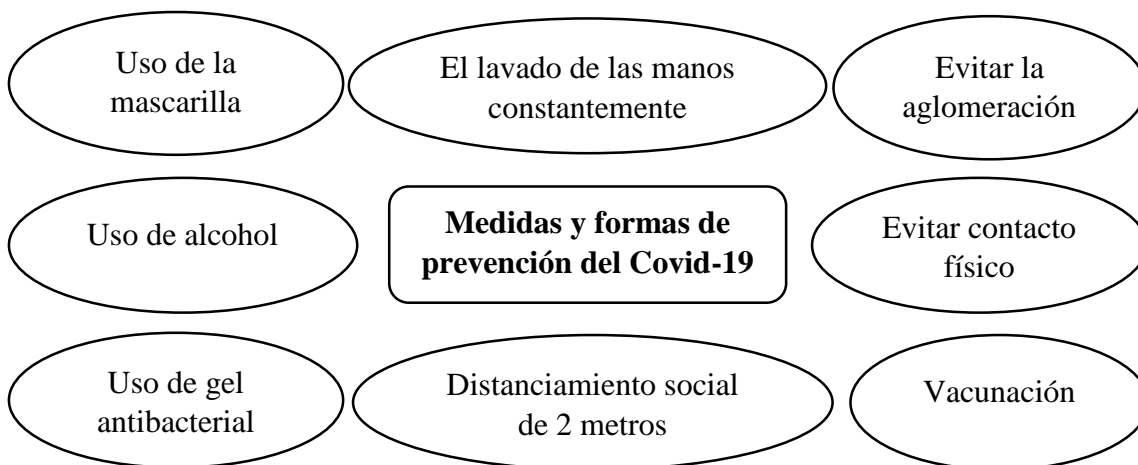 Uso de la
mascarilla
El lavado de las manos
constantemente
Evitar la
aglomeración
Uso de alcohol
Medidas y formas de
prevención del Covid-19
Evitar contacto
físico
Uso de gel
antibacterial
Distanciamiento social
de 2 metros
Vacunación